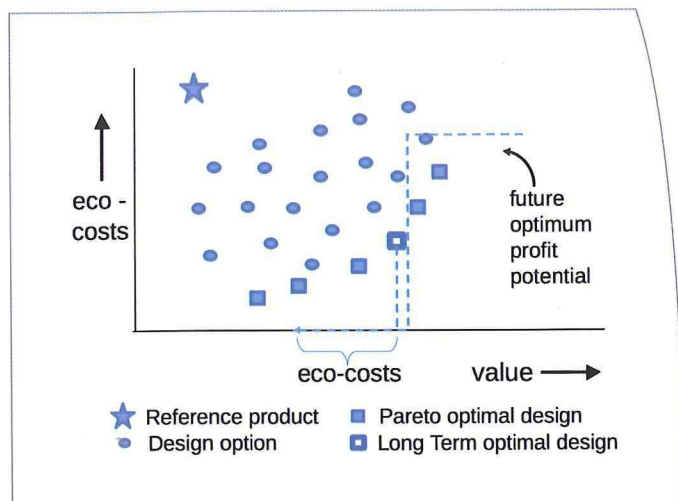 eco -
costs
future
optimum
profit
potential
eco-costs
value
Reference product
Pareto optimal design
Design option
Long Term optimal design